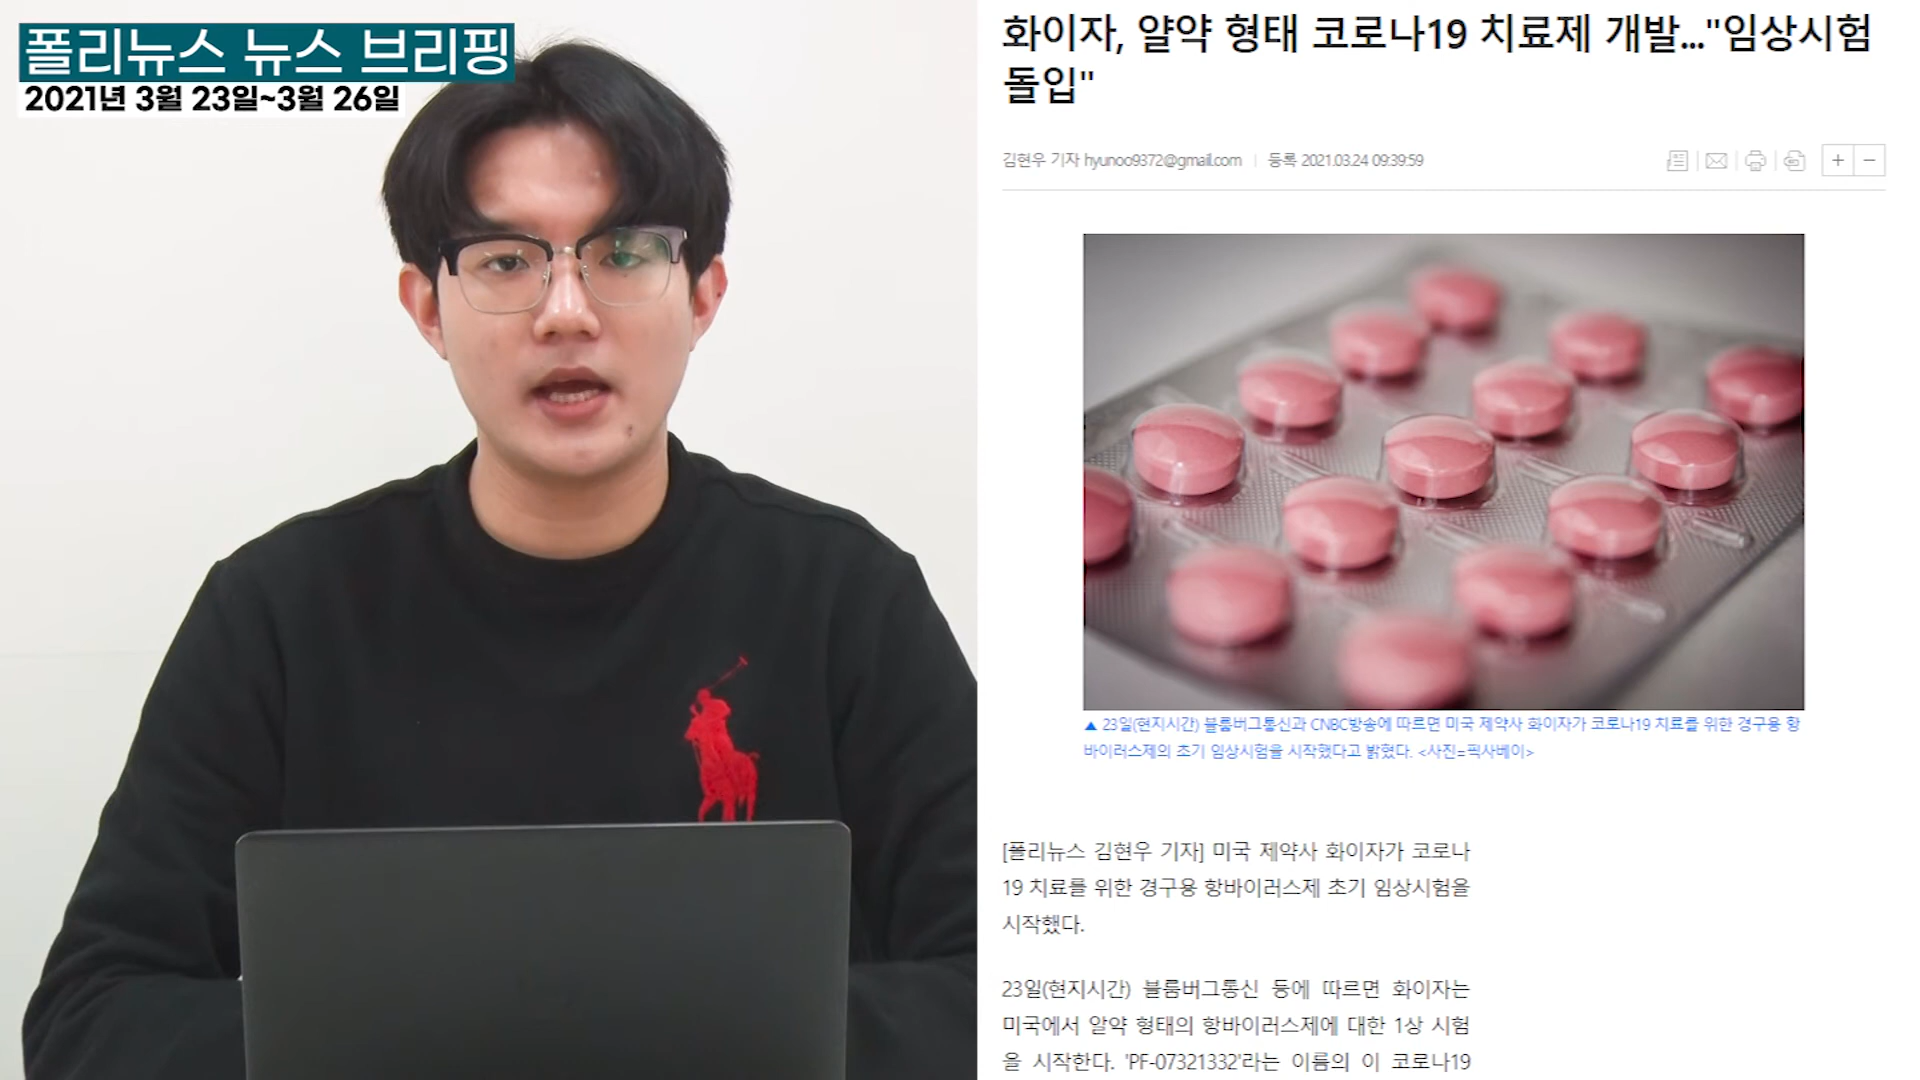 폴리뉴스 뉴스 브리핑
2021년 3월 23일~3월 26일
화이자, 얄약 형태 코로나19 치료제 개발..."임상시험
돌입"
김현우 기자 hyunoo9372@gmail.com 등록 2021.03.24 09:39:59
▲ 23일(현지시간) 블룸버그통신과 CNBC방송에 따르면 미국 제약사 화이자가 코로나19 치료를 위한 경구용 항
바이러스제의 초기 임상시험을 시작했다고 밝혔다. <사진=픽사베이>
[폴리뉴스 김현우 기자] 미국 제약사 화이자가 코로나
19 치료를 위한 경구용 항바이러스제 초기 임상시험을
시작했다.
23일(현지시간) 블룸버그통신 등에 따르면 화이자는
미국에서 알약 형태의 항바이러스제에 대한 1상 시험
을 시작한다. 'PF-07321332'라는 이름의 이 코로나19